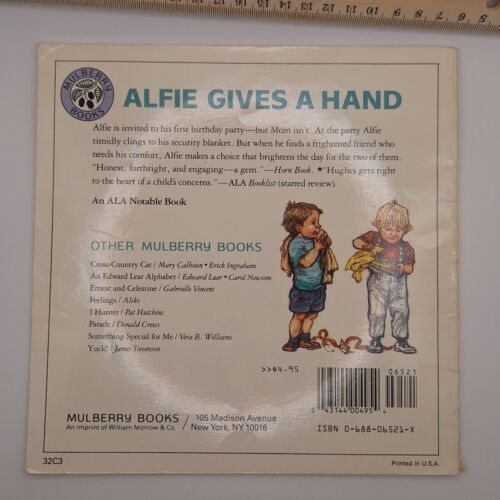 5 6 7 8 9 10
MULBERRY BOOKS
ALFIE GIVES A HAND
Alfie is invited to his first birthday party—but Mom isn't. At the party Alfie
timidly clings to his security blanket. But when he finds a frightened friend who
needs his comfort, Alfie makes a choice that brightens the day for the two of them.
"Honest, forthright, and engaging—a gem."—Horn Book. ★"Hughes gets right
to the heart of a child's concerns."—ALA Booklist (starred review).
An ALA Notable Book
OTHER MULBERRY BOOKS
Cross-Country Cat / Mary Calhoun • Erick Ingraham
An Edward Lear Alphabet / Edward Lear • Carol Newsom
Ernest and Celestine / Gabrielle Vincent
Feelings / Aliki
1 Hunter / Pat Hutchins
Parade / Donald Crews
Something Special for Me / Vera B. Williams
Yuck! / James Stevenson
>>$4.95
06521
0 43144 00495 4
ISBN 0-688-06521-X
MULBERRY BOOKS / 105 Madison Avenue
An imprint of William Morrow & Co. / New York, NY 10016
32C3
Printed in U.S.A.